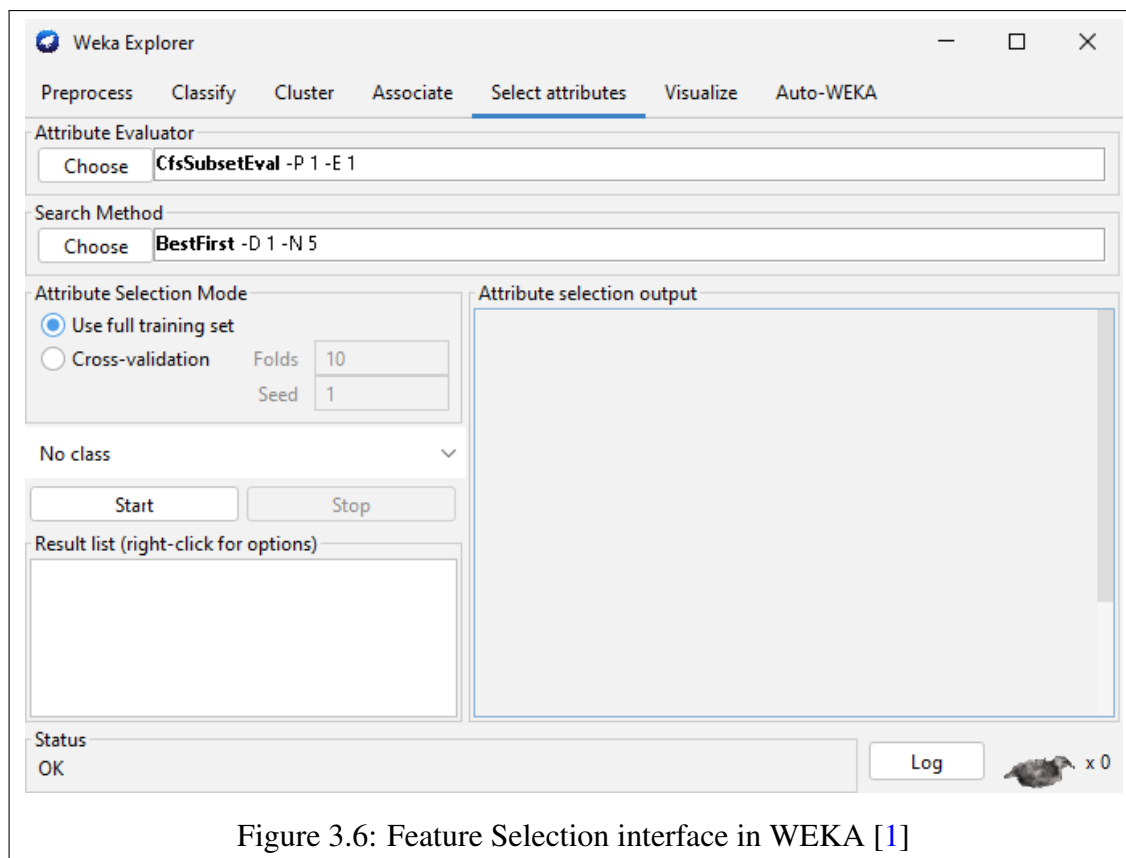 Weka Explorer
Preprocess Classify Cluster Associate Select attributes Visualize Auto-WEKA
Attribute Evaluator
Choose CfsSubsetEval -P 1 -E 1
Search Method
Choose BestFirst -D 1 -N 5
Attribute Selection Mode
Use full training set
Cross-validation Folds 10
Seed 1
No class
Start Stop
Result list (right-click for options)
Attribute selection output
Status
OK
Log x 0
Figure 3.6: Feature Selection interface in WEKA [1]